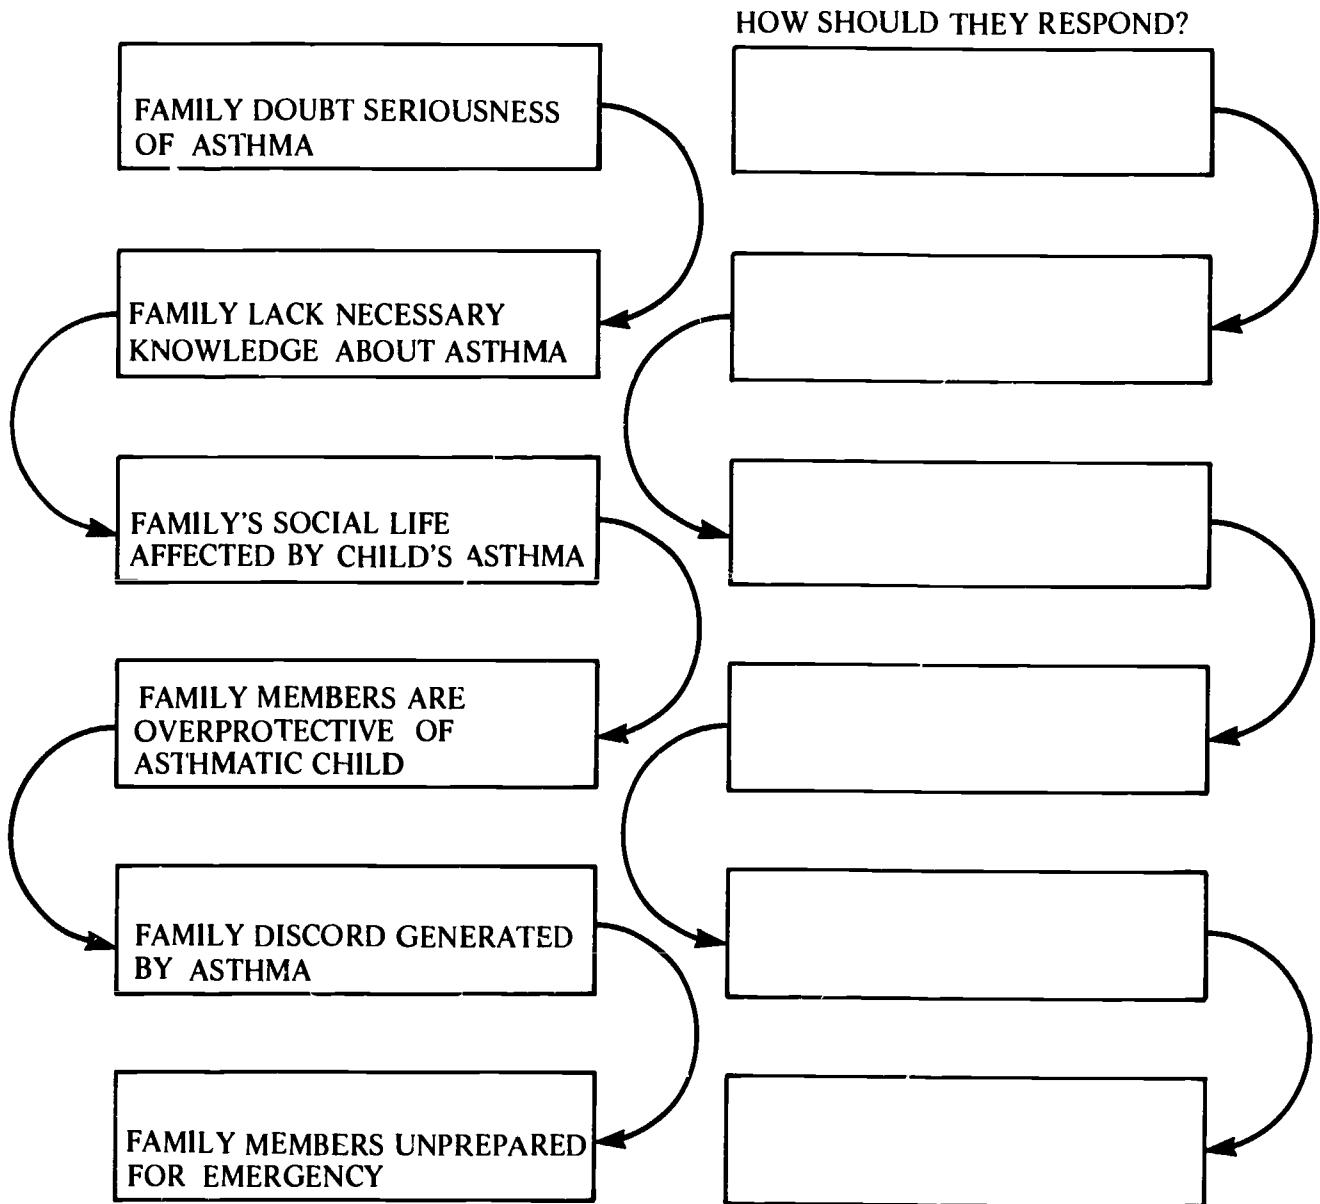 HOW SHOULD THEY RESPOND?
FAMILY DOUBT SERIOUSNESS
OF ASTHMA
FAMILY LACK NECESSARY
KNOWLEDGE ABOUT ASTHMA
FAMILY'S SOCIAL LIFE
AFFECTED BY CHILD'S ASTHMA
FAMILY MEMBERS ARE
OVERPROTECTIVE OF
ASTHMATIC CHILD
FAMILY DISCORD GENERATED
BY ASTHMA
FAMILY MEMBERS UNPREPARED
FOR EMERGENCY